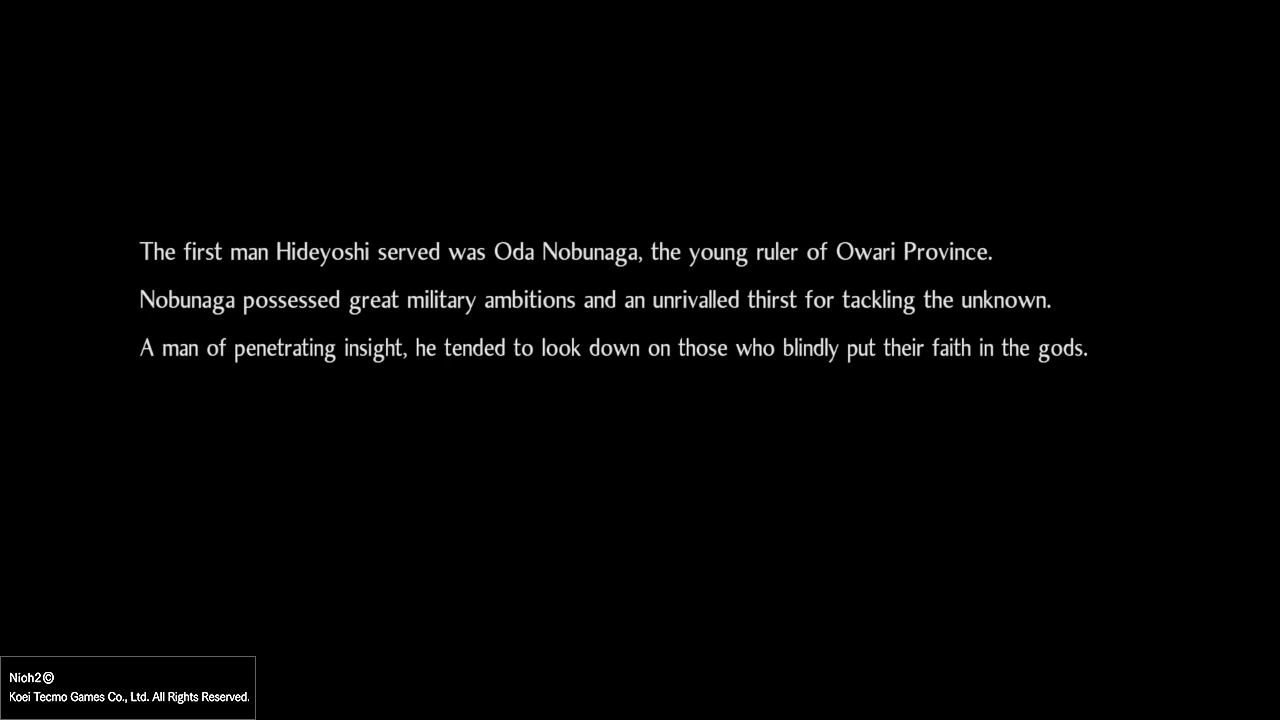 The first man Hideyoshi served was Oda Nobunaga, the young ruler of Owari Province.
Nobunaga possessed great military ambitions and an unrivalled thirst for tackling the unknown.
A man of penetrating insight, he tended to look down on those who blindly put their faith in the gods.
Nioh2©
Koei Tecmo Games Co., Ltd. All Rights Reserved.